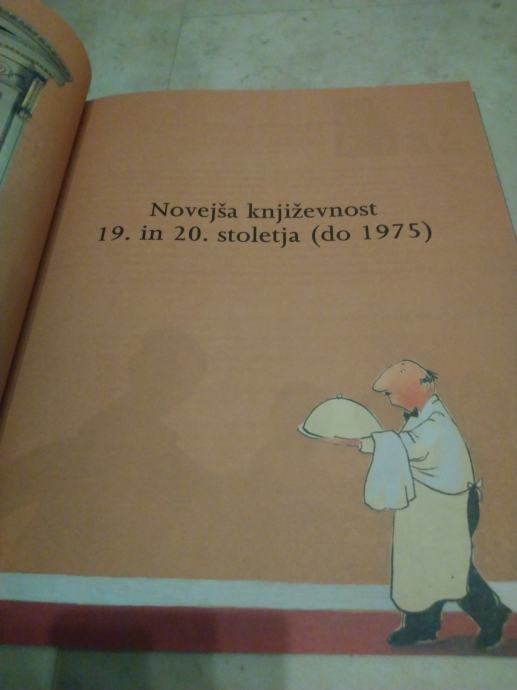 Novejša književnost
19. in 20. stoletja (do 1975)